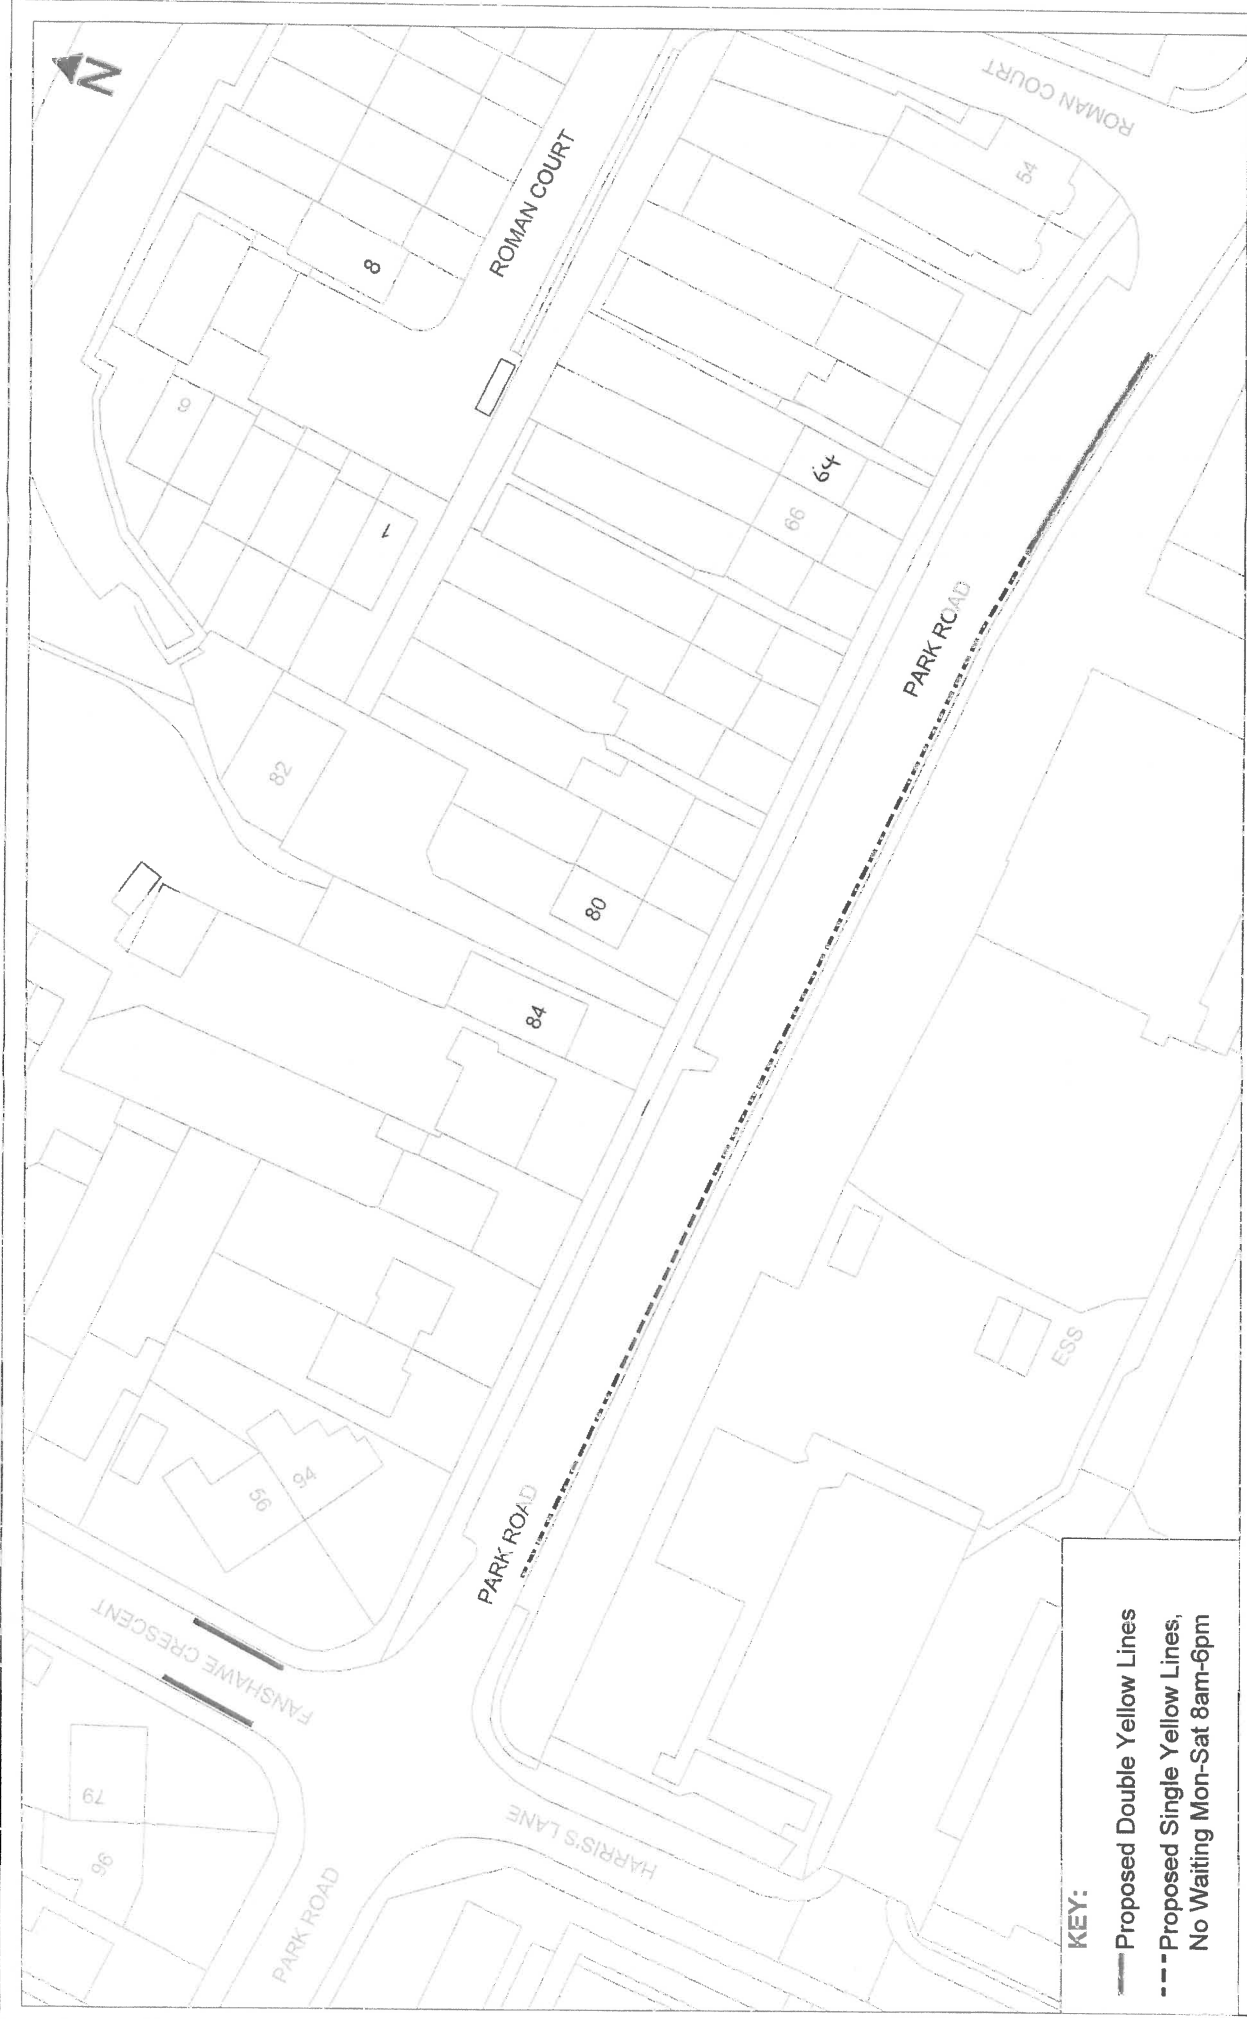 N
ROMAN COURT
ROMAN COURT
54
8
9
1
64
66
PARK ROAD
82
80
84
PARK ROAD
ESS
94
56
FANSHAWE CRESCENT
79
96
HARRIS'S LANE
PARK ROAD
KEY:
Proposed Double Yellow Lines
Proposed Single Yellow Lines,
No Waiting Mon-Sat 8am-6pm